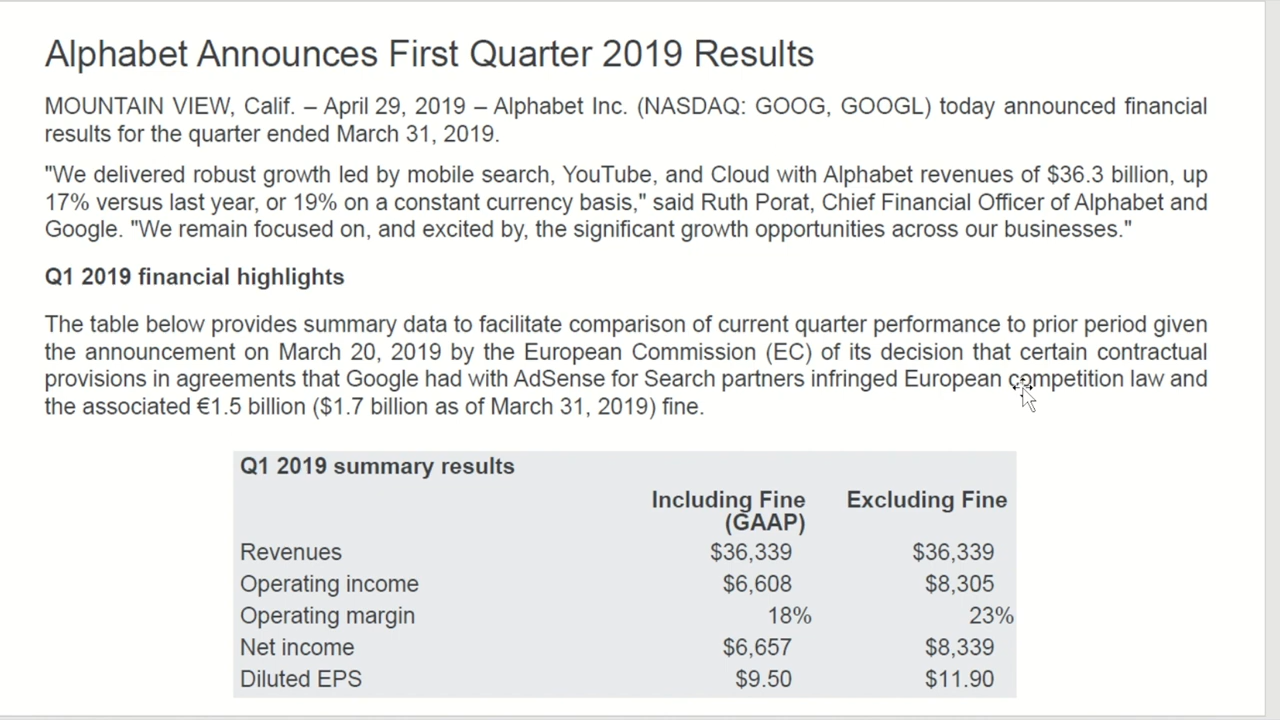 Alphabet Announces First Quarter 2019 Results
MOUNTAIN VIEW, Calif. – April 29, 2019 – Alphabet Inc. (NASDAQ: GOOG, GOOGL) today announced financial
results for the quarter ended March 31, 2019.
"We delivered robust growth led by mobile search, YouTube, and Cloud with Alphabet revenues of $36.3 billion, up
17% versus last year, or 19% on a constant currency basis," said Ruth Porat, Chief Financial Officer of Alphabet and
Google. "We remain focused on, and excited by, the significant growth opportunities across our businesses."
Q1 2019 financial highlights
The table below provides summary data to facilitate comparison of current quarter performance to prior period given
the announcement on March 20, 2019 by the European Commission (EC) of its decision that certain contractual
provisions in agreements that Google had with AdSense for Search partners infringed European competition law and
the associated €1.5 billion ($1.7 billion as of March 31, 2019) fine.
Q1 2019 summary results
Including Fine Excluding Fine
(GAAP)
Revenues $36,339 $36,339
Operating income $6,608 $8,305
Operating margin 18% 23%
Net income $6,657 $8,339
Diluted EPS $9.50 $11.90